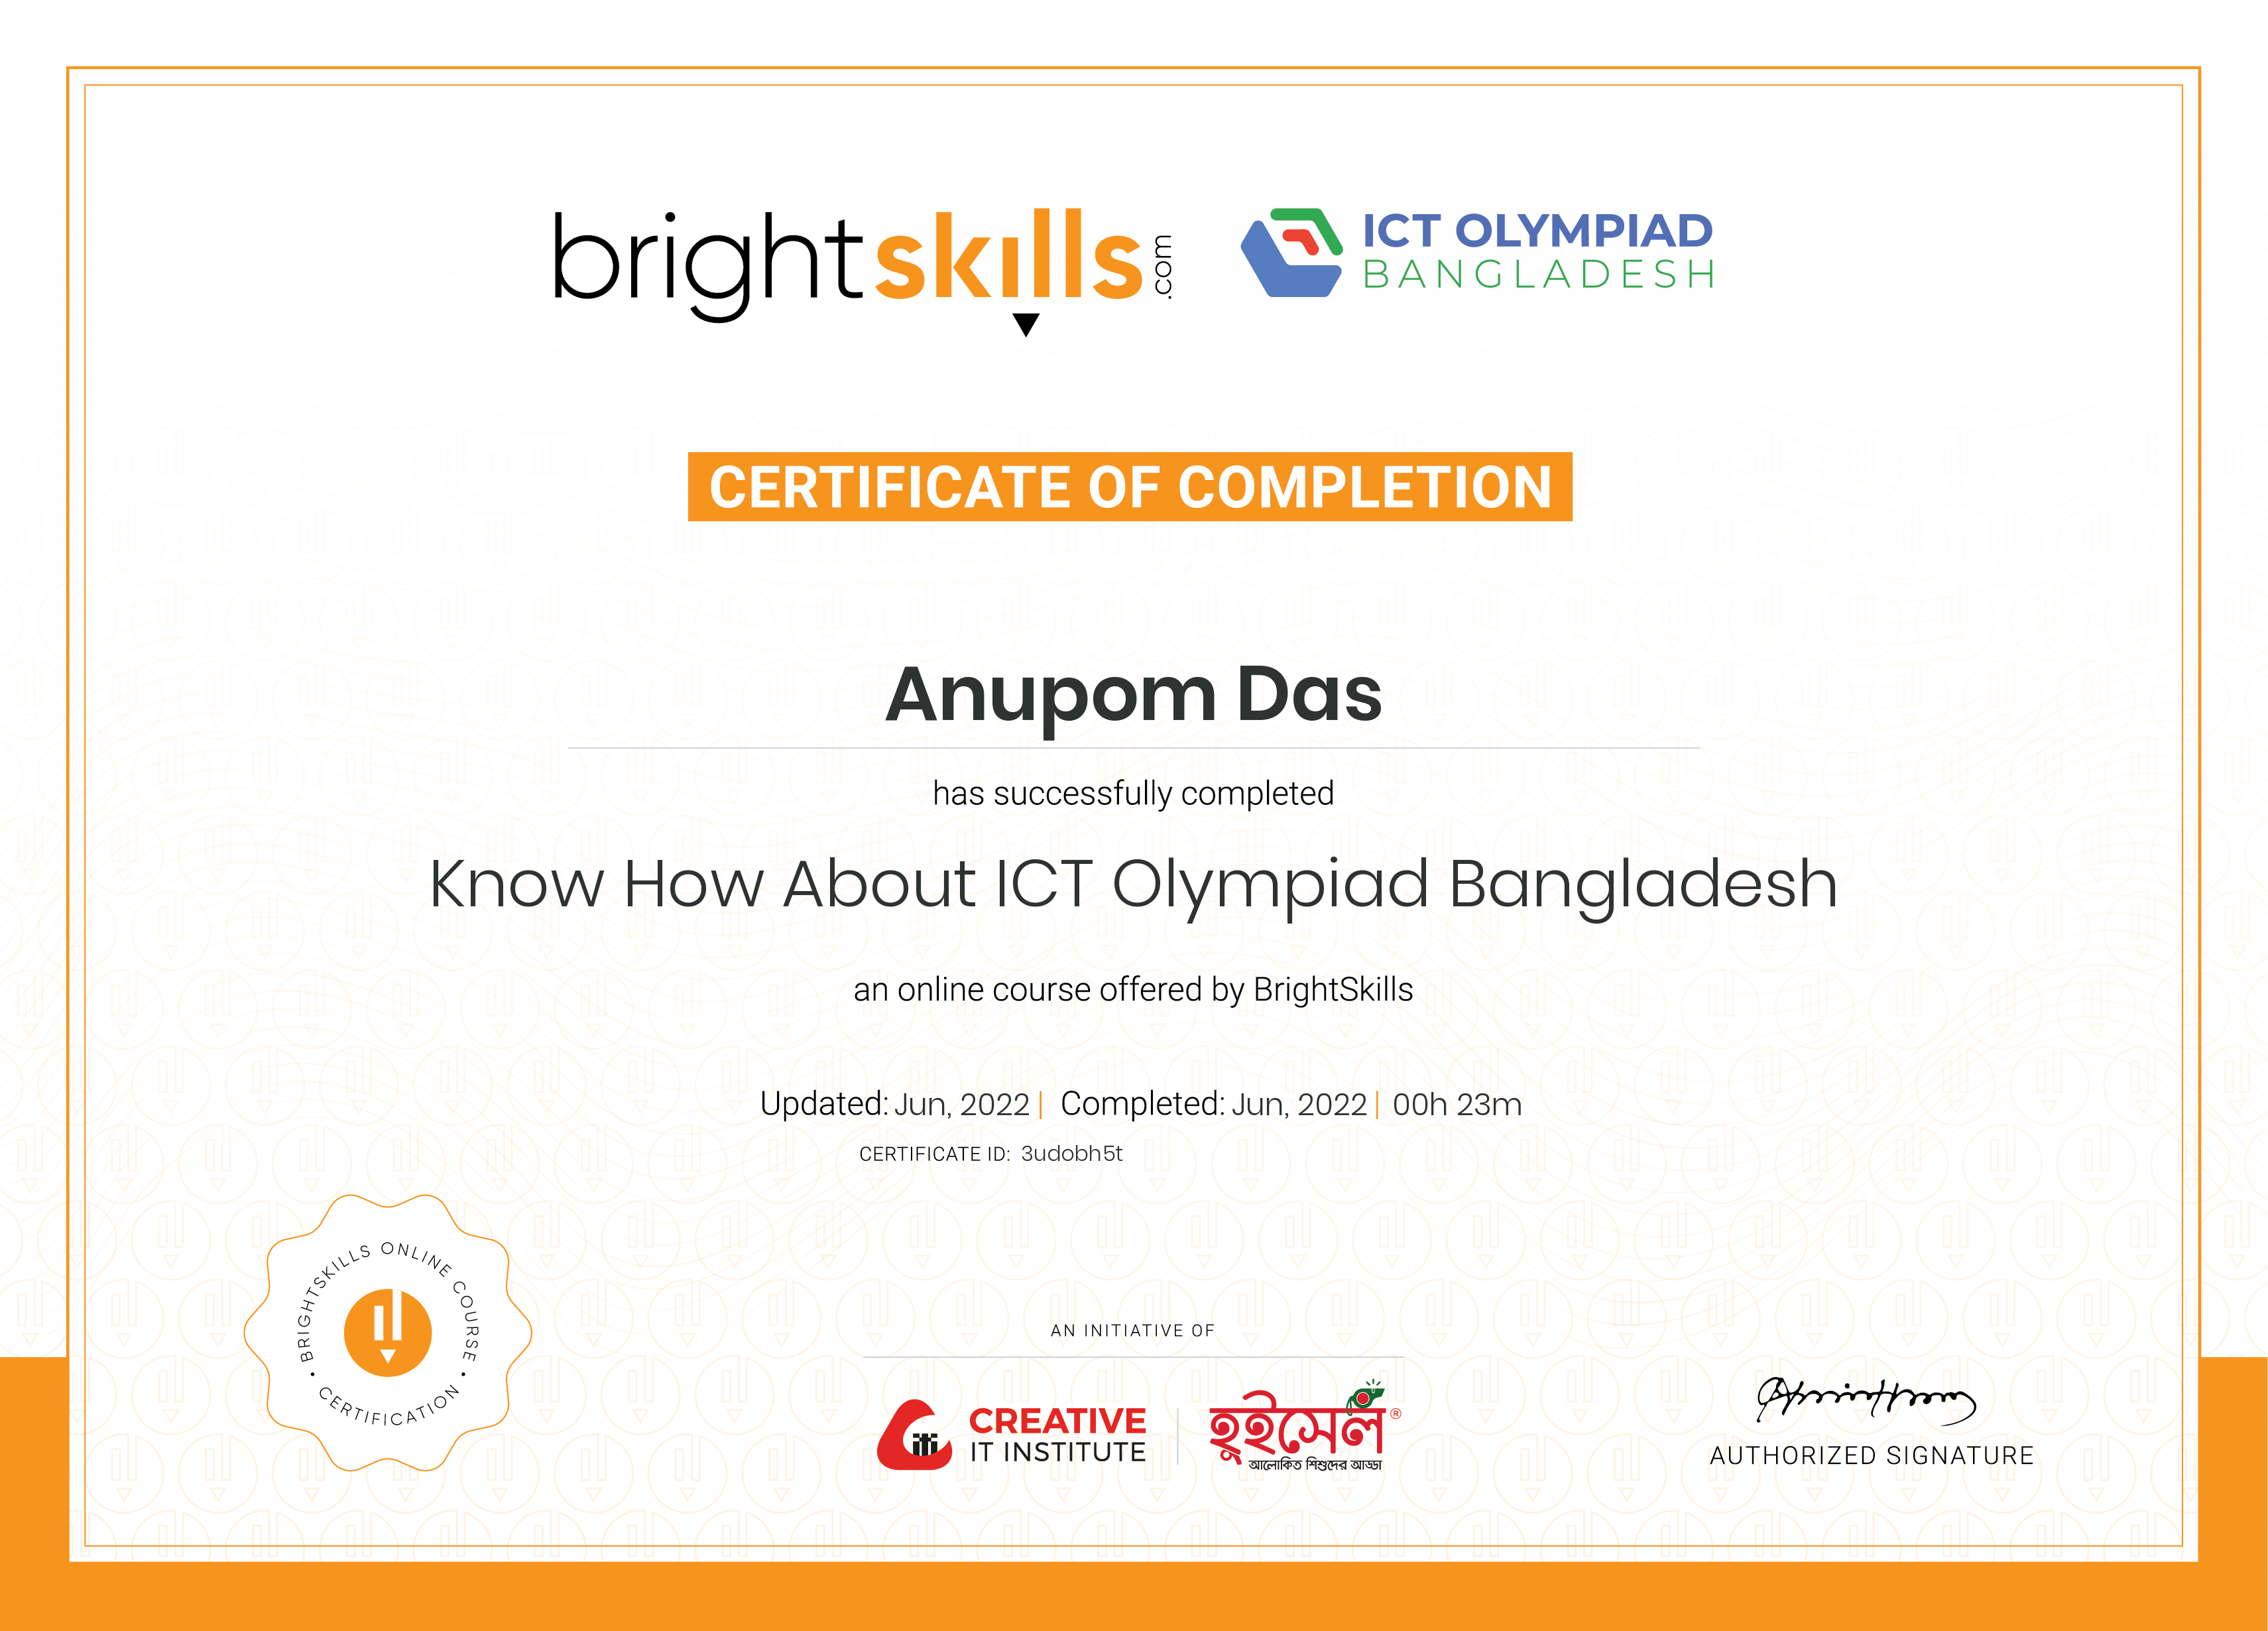 brightskills.com
ICT OLYMPIAD
BANGLADESH
CERTIFICATE OF COMPLETION
Anupom Das
has successfully completed
Know How About ICT Olympiad Bangladesh
an online course offered by BrightSkills
Updated: Jun, 2022 | Completed: Jun, 2022 | 00h 23m
CERTIFICATE ID: 3udobh5t
BRIGHTSKILLS ONLINE COURSE • CERTIFICATION •
AN INITIATIVE OF
CREATIVE
IT INSTITUTE
হুইসেল ®
আলোকিত শিশুদের আড্ডা
AUTHORIZED SIGNATURE